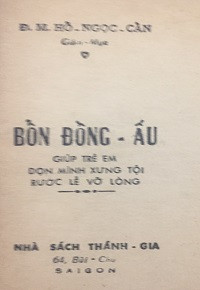 Đ. M. HỒ-NGỌC-CẨN
Giám-Mục
BỒN ĐỒNG - ẤU
GIÚP TRẺ EM
DỌN MÌNH XƯNG TỘI
RƯỚC LỄ VỠ LÒNG
NHÀ SÁCH THÁNH-GIA
64, Bùi - Chu
SAIGON